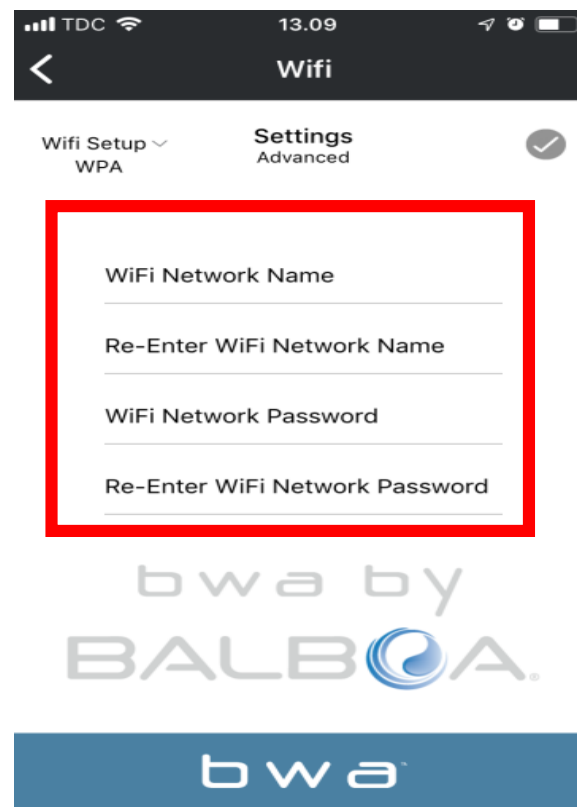 TDC 13.09
Wifi
Wifi Setup
WPA
Settings
Advanced
WiFi Network Name
Re-Enter WiFi Network Name
WiFi Network Password
Re-Enter WiFi Network Password
bwa by
BALBOA®
bwa™